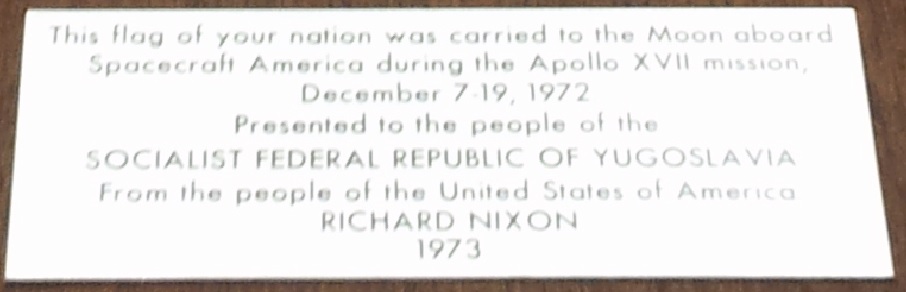 This flag of your nation was carried to the Moon aboard
Spacecraft America during the Apollo XVII mission,
December 7-19, 1972
Presented to the people of the
SOCIALIST FEDERAL REPUBLIC OF YUGOSLAVIA
From the people of the United States of America
RICHARD NIXON
1973